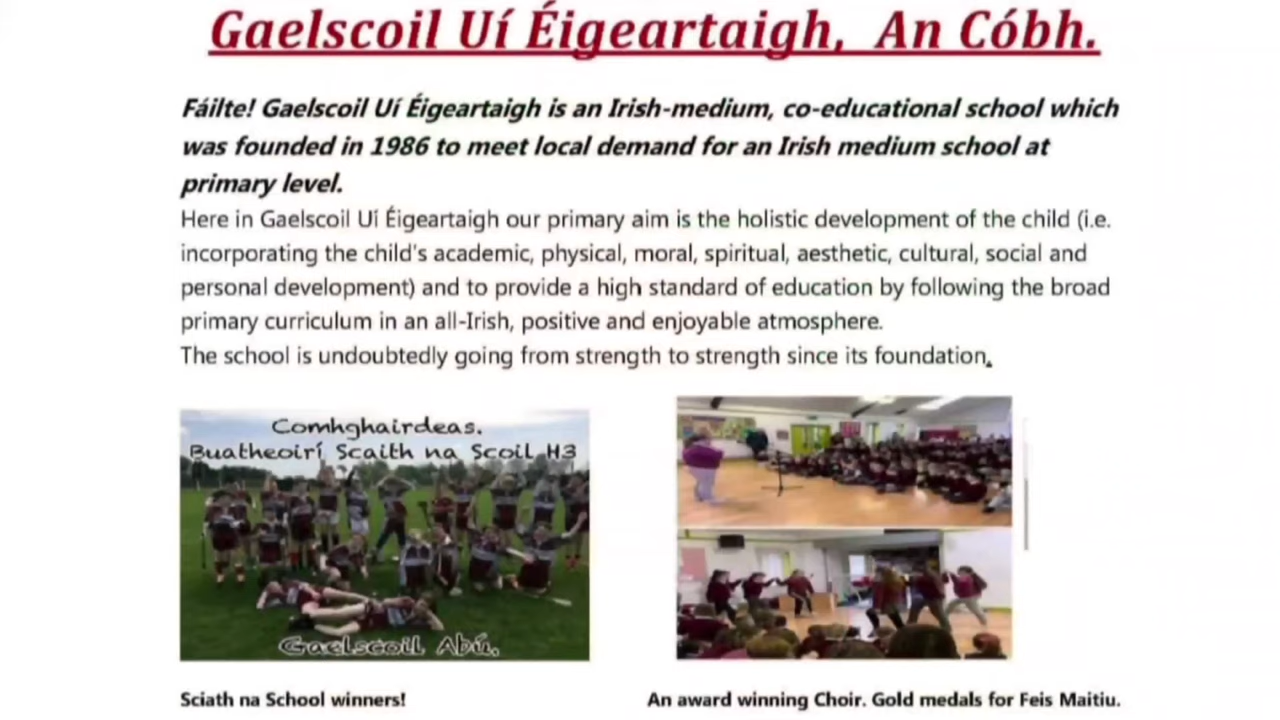 Gaelscoil Uí Éigeartaigh, An Cóbh.
Fáilte! Gaelscoil Uí Éigeartaigh is an Irish-medium, co-educational school which
was founded in 1986 to meet local demand for an Irish medium school at
primary level.
Here in Gaelscoil Uí Éigeartaigh our primary aim is the holistic development of the child (i.e.
incorporating the child's academic, physical, moral, spiritual, aesthetic, cultural, social and
personal development) and to provide a high standard of education by following the broad
primary curriculum in an all-Irish, positive and enjoyable atmosphere.
The school is undoubtedly going from strength to strength since its foundation.
Comhghairdeas.
Buatheoirí Scaith na Scoil H3
Gaelscoil Abú.
Sciath na School winners!
An award winning Choir. Gold medals for Feis Maitiu.